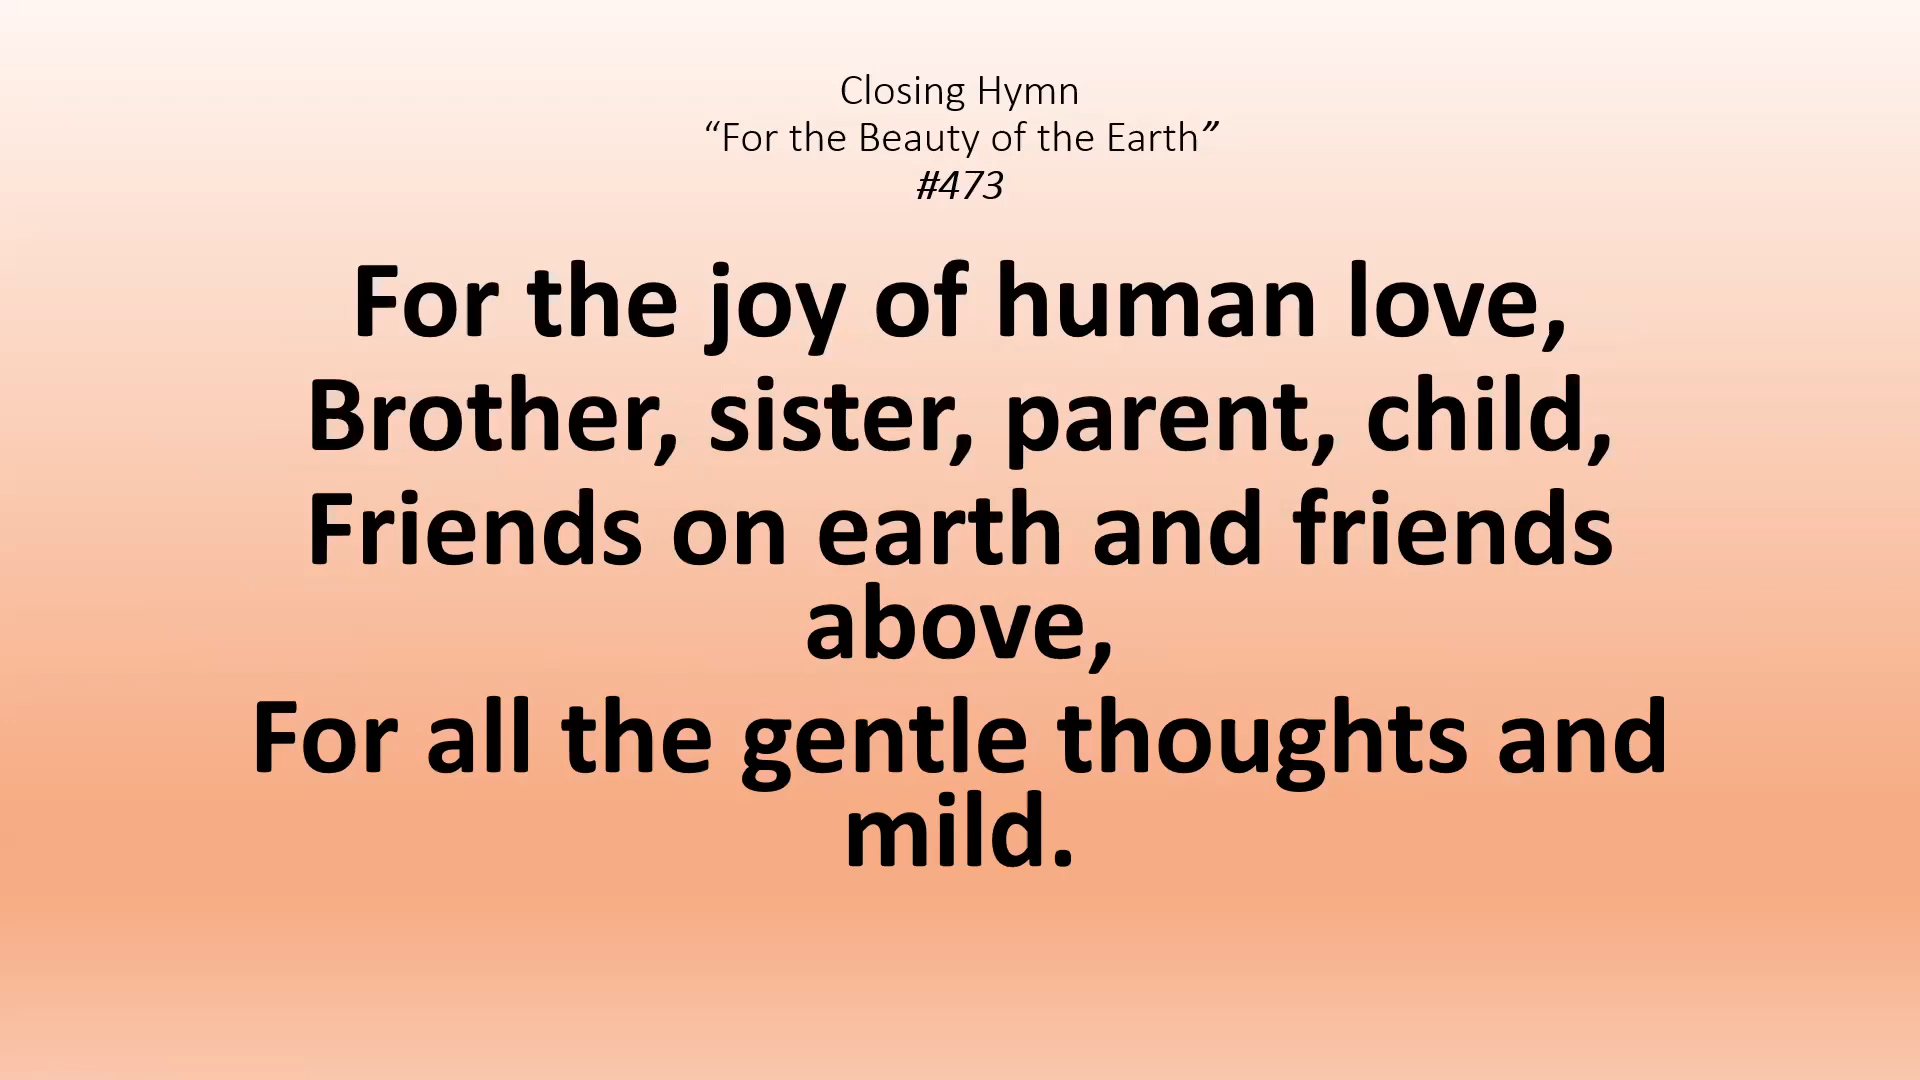 Closing Hymn
“For the Beauty of the Earth”
#473
For the joy of human love,
Brother, sister, parent, child,
Friends on earth and friends
above,
For all the gentle thoughts and
mild.